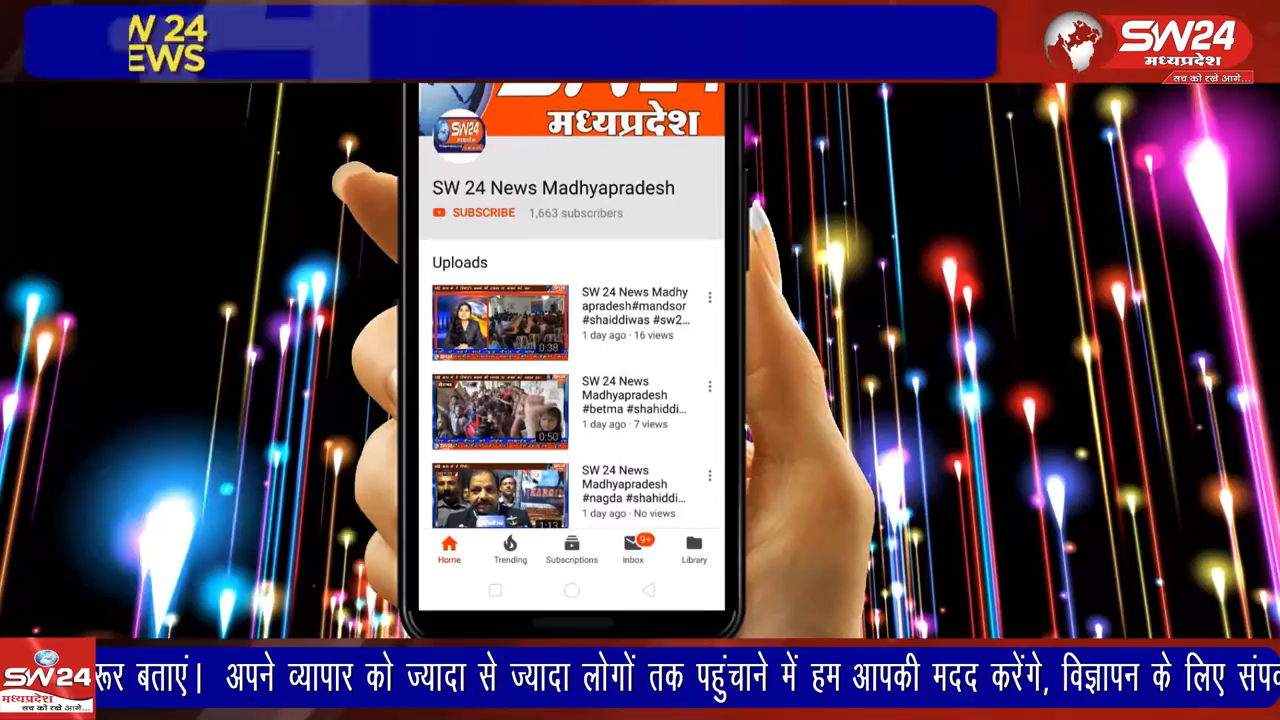 W 24
EWS
SW24
मध्यप्रदेश
सच को रखे आगे...
मध्यप्रदेश
SW24
SW 24 News Madhyapradesh
SUBSCRIBE 1,663 subscribers
Uploads
SW 24 News Madhy
apradesh#mandsor
#shaiddiwas #sw2...
1 day ago · 16 views
0:38
SW 24 News
Madhyapradesh
#betma #shahiddi...
1 day ago · 7 views
0:50
SW 24 News
Madhyapradesh
#nagda #shahiddi...
1 day ago · No views
1:13
Home Trending Subscriptions Inbox 9+ Library
SW24
मध्यप्रदेश
सच को रखे आगे...
रूर बताएं। अपने व्यापार को ज्यादा से ज्यादा लोगों तक पहुंचाने में हम आपकी मदद करेंगे, विज्ञापन के लिए संपर्क